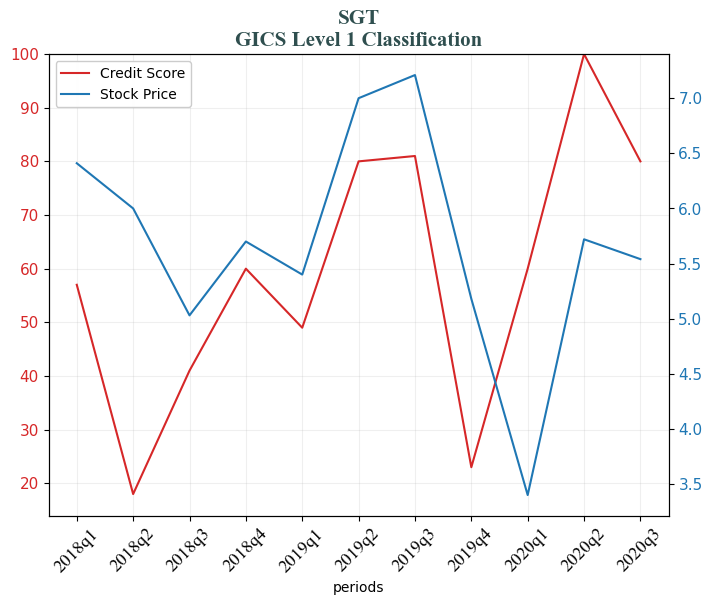 SGT
GICS Level 1 Classification
Credit Score
Stock Price
100
90
80
70
60
50
40
30
20
7.0
6.5
6.0
5.5
5.0
4.5
4.0
3.5
2018q1
2018q2
2018q3
2018q4
2019q1
2019q2
2019q3
2019q4
2020q1
2020q2
2020q3
periods